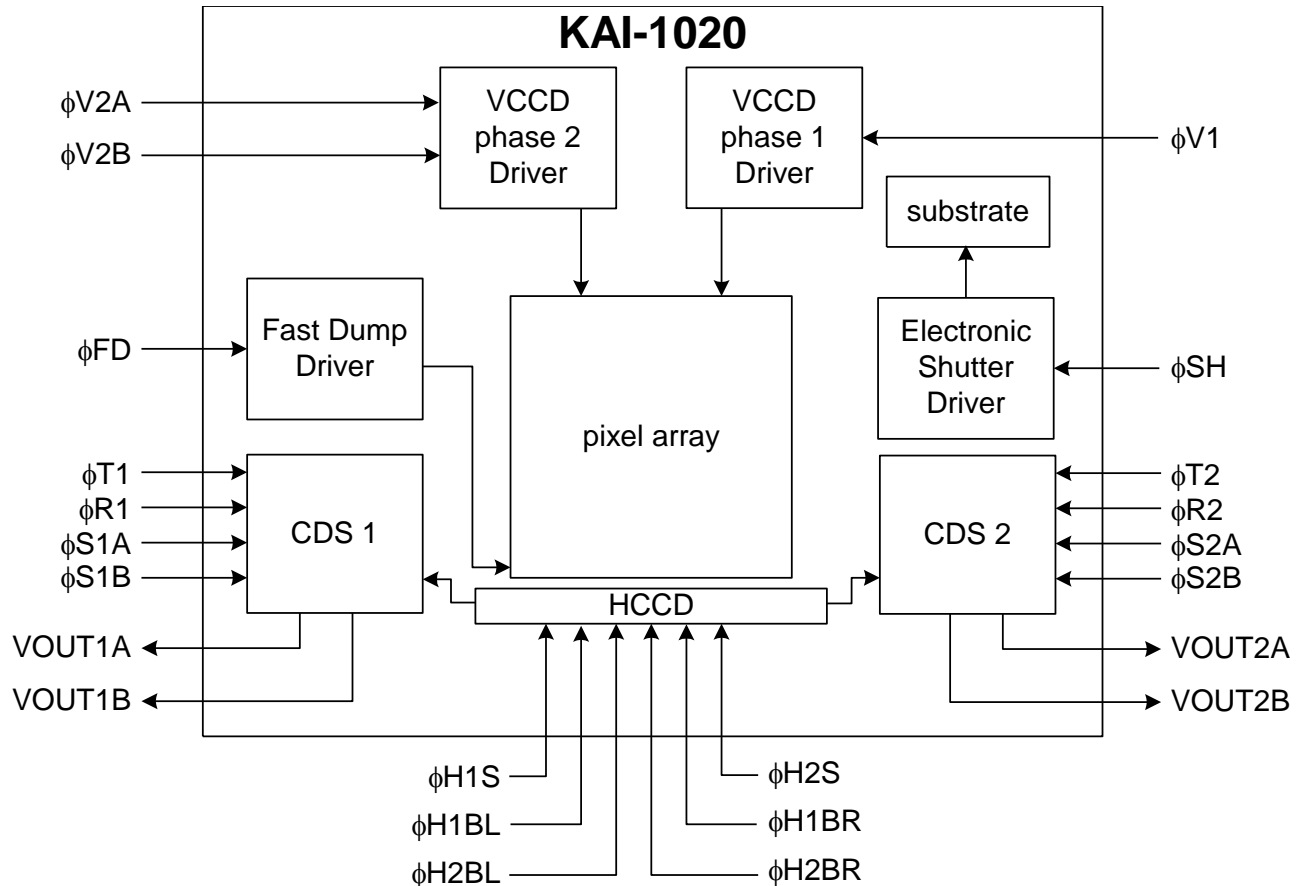 KAI-1020
ϕV2A
ϕV2B
VCCD
phase 2
Driver
VCCD
phase 1
Driver
ϕV1
substrate
Fast Dump
Driver
ϕFD
Electronic
Shutter
Driver
ϕSH
pixel array
ϕT1
ϕR1
ϕS1A
ϕS1B
CDS 1
CDS 2
ϕT2
ϕR2
ϕS2A
ϕS2B
HCCD
VOUT1A
VOUT1B
VOUT2A
VOUT2B
ϕH1S
ϕH1BL
ϕH2BL
ϕH2S
ϕH1BR
ϕH2BR